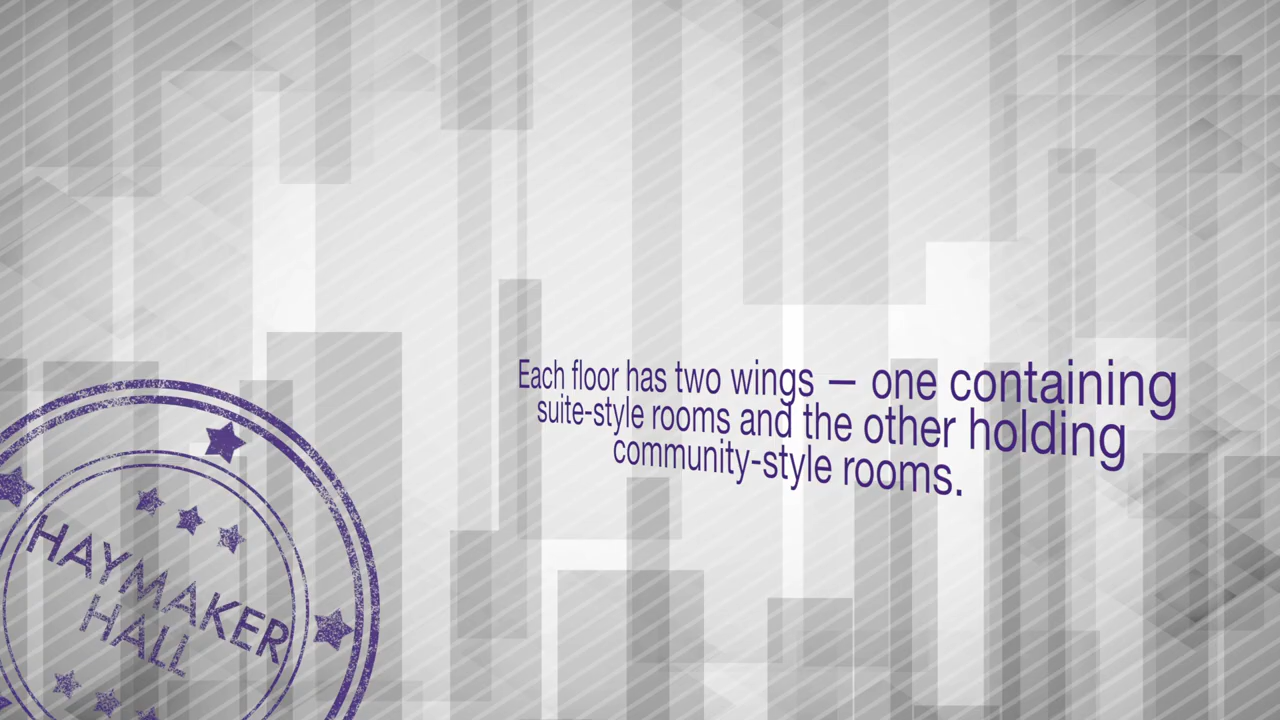 Each floor has two wings – one containing
suite-style rooms and the other holding
community-style rooms.
HAYMAKER
HALL